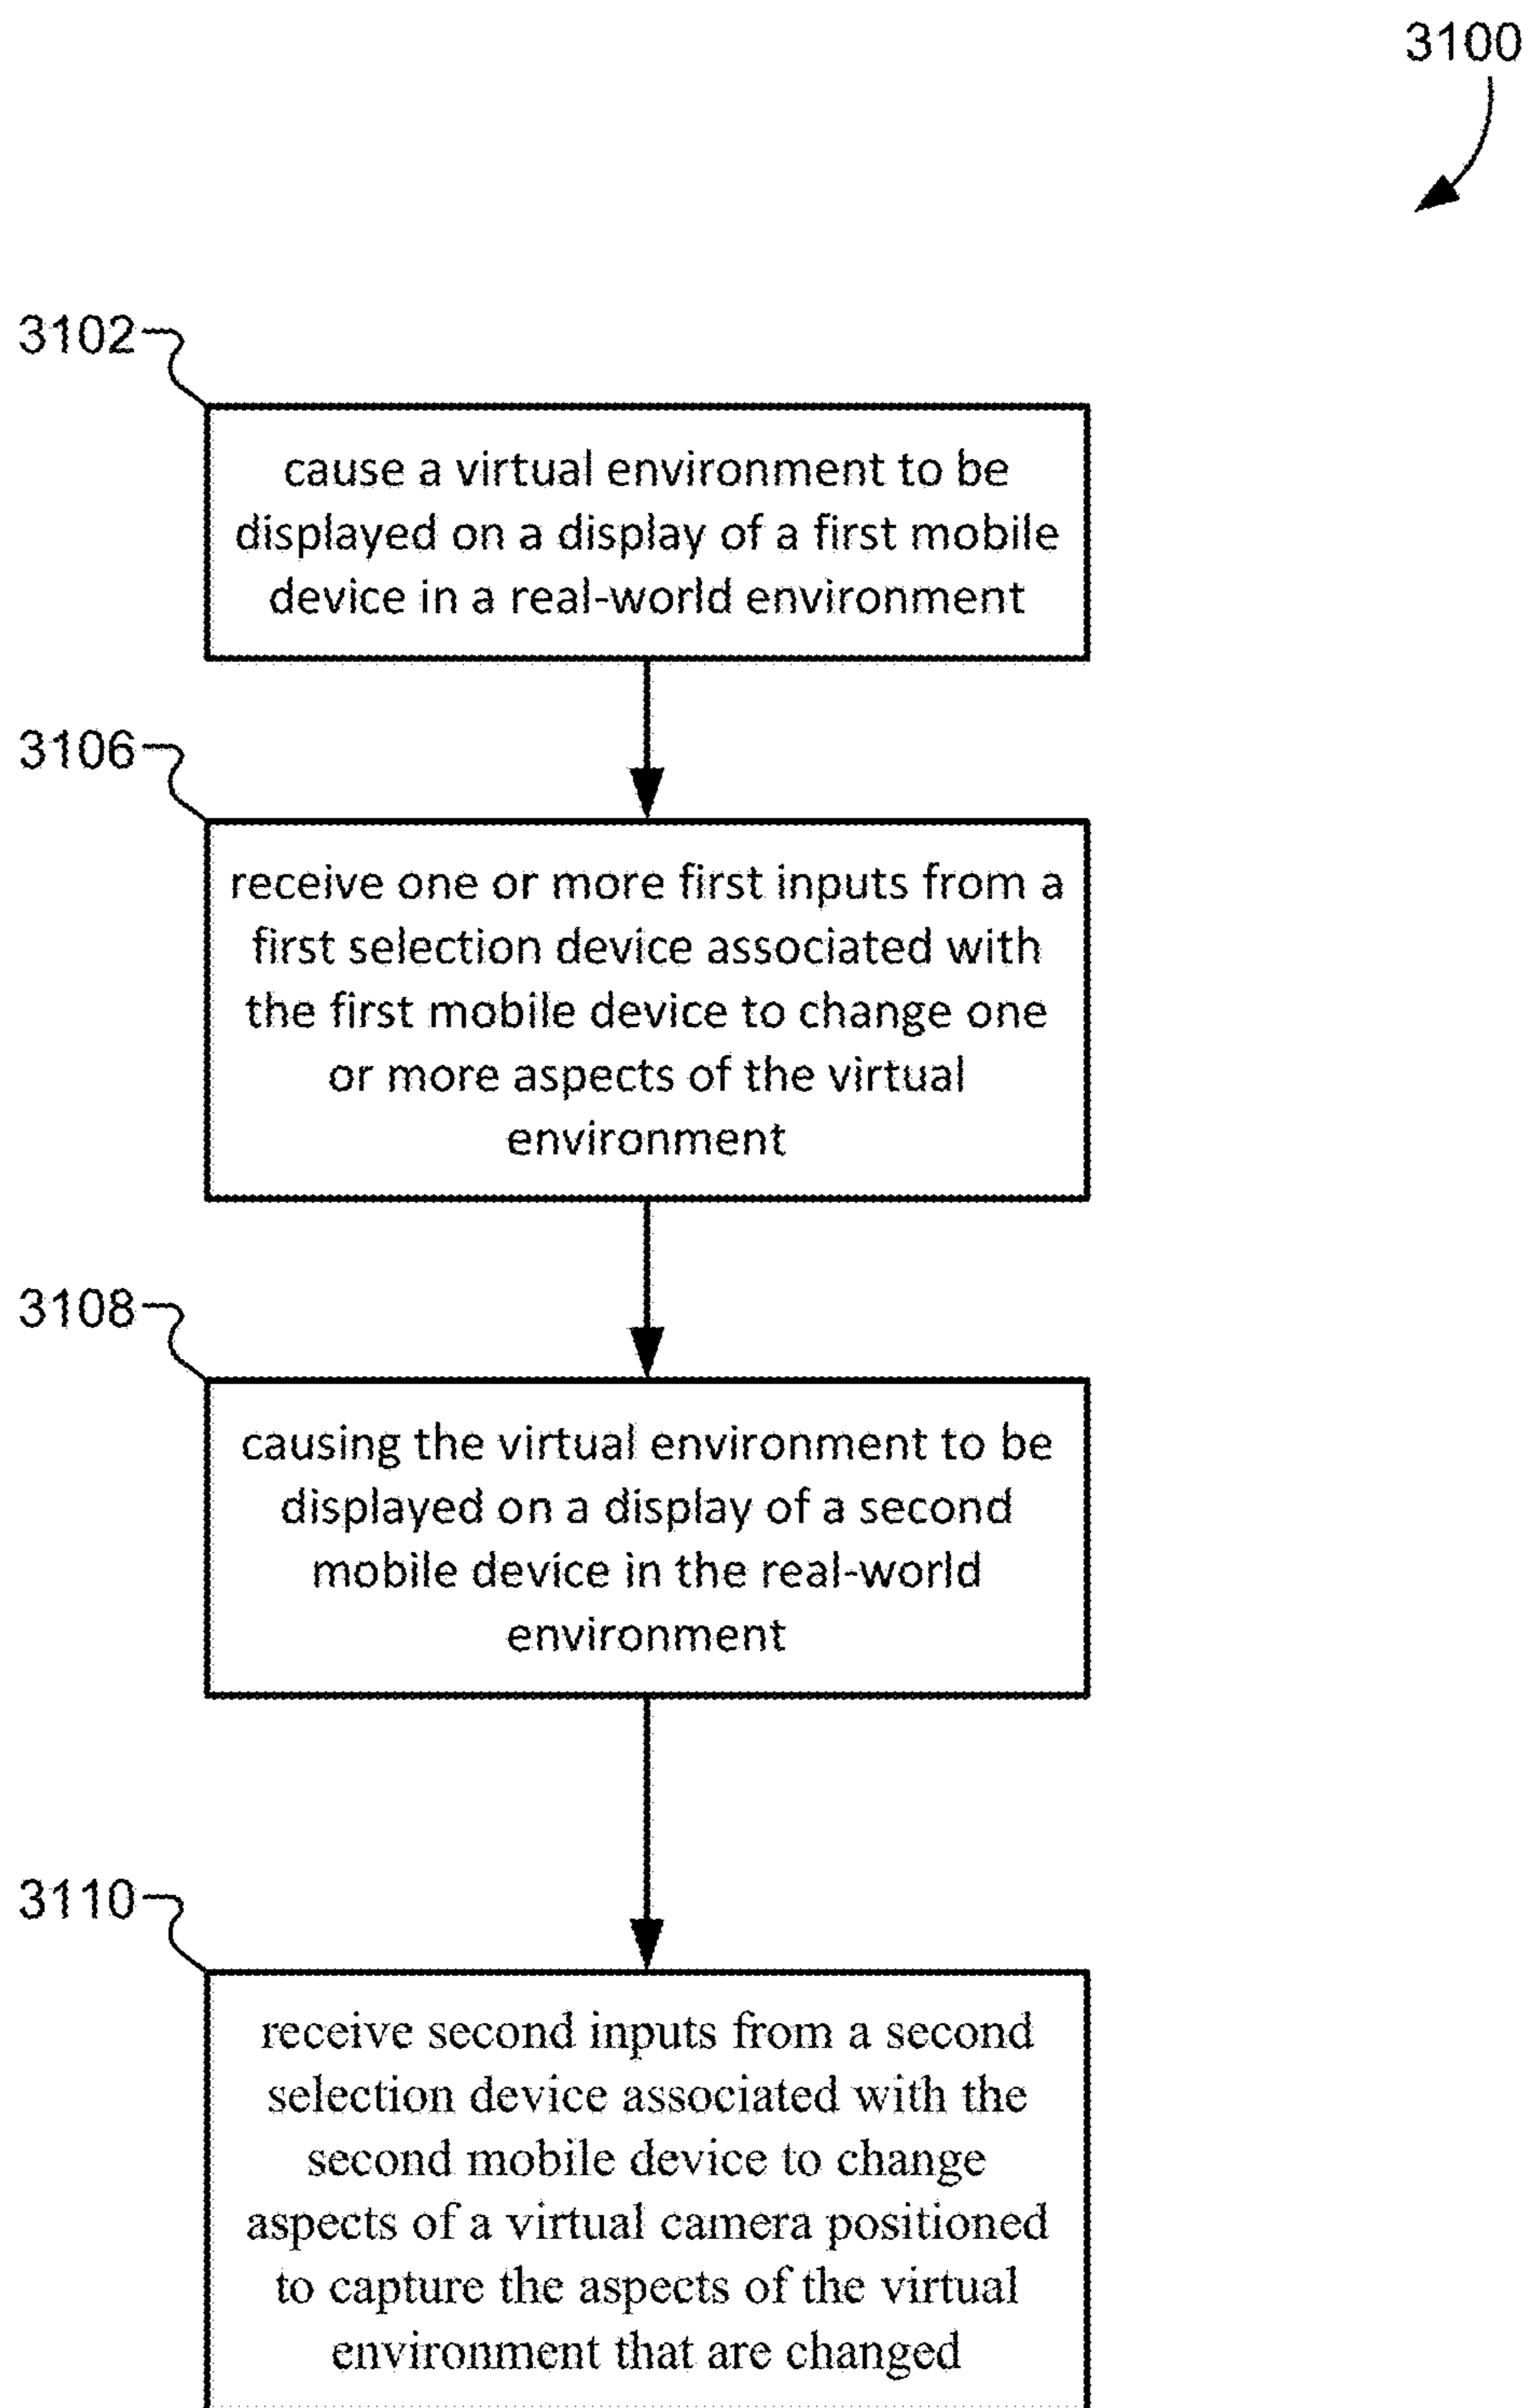 3100
3102
cause a virtual environment to be
displayed on a display of a first mobile
device in a real-world environment
3106
receive one or more first inputs from a
first selection device associated with
the first mobile device to change one
or more aspects of the virtual
environment
3108
causing the virtual environment to be
displayed on a display of a second
mobile device in the real-world
environment
3110
receive second inputs from a second
selection device associated with the
second mobile device to change
aspects of a virtual camera positioned
to capture the aspects of the virtual
environment that are changed